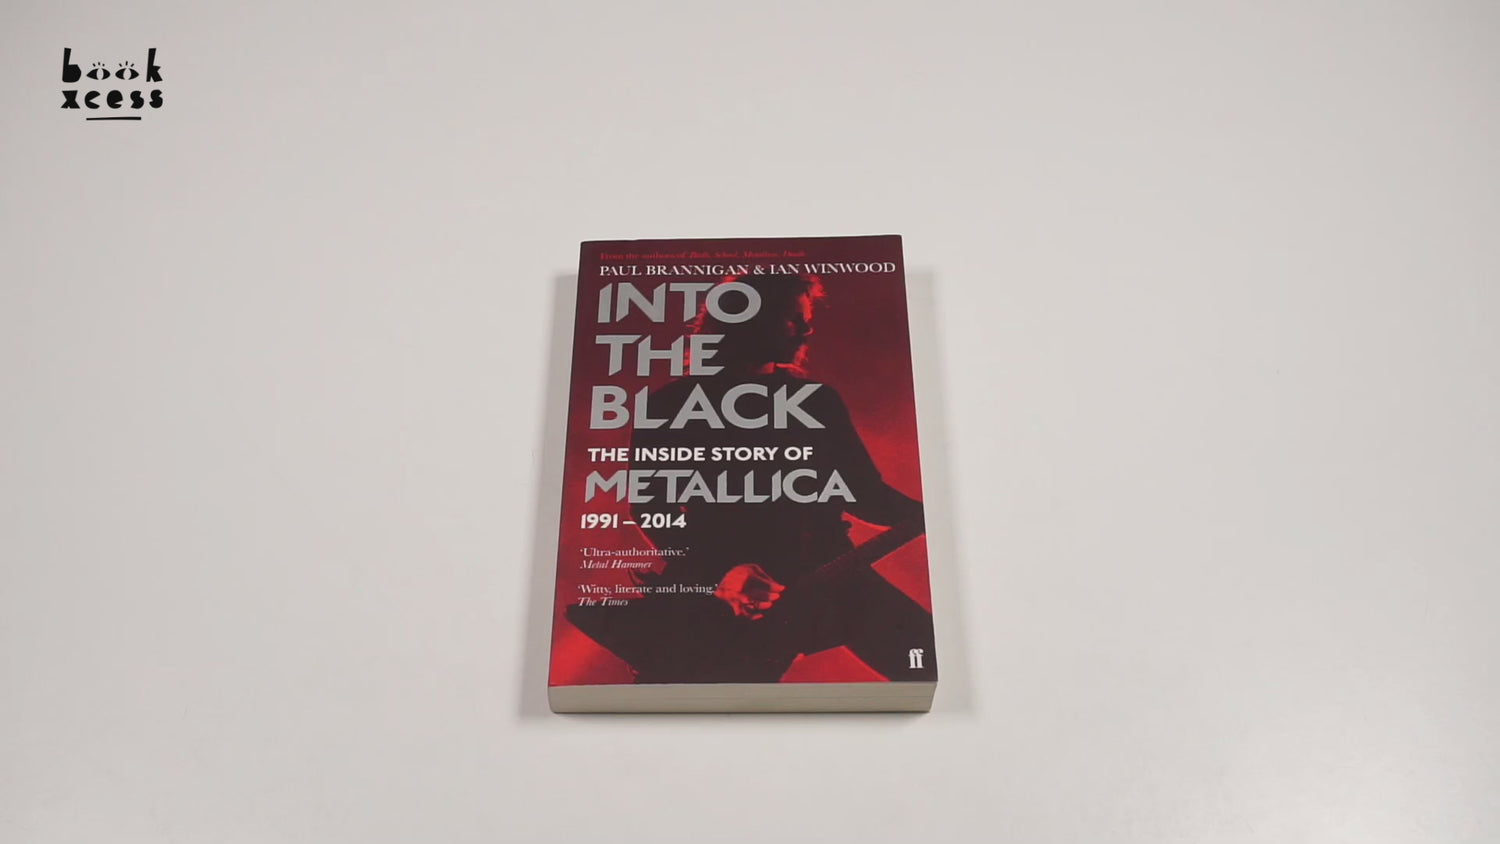 book
xcess
From the authors of Birth, School, Metallica, Death
PAUL BRANNIGAN & IAN WINWOOD
INTO
THE
BLACK
THE INSIDE STORY OF
METALLICA
1991 – 2014
‘Ultra-authoritative.’
Metal Hammer
‘Witty, literate and loving.’
The Times
ff